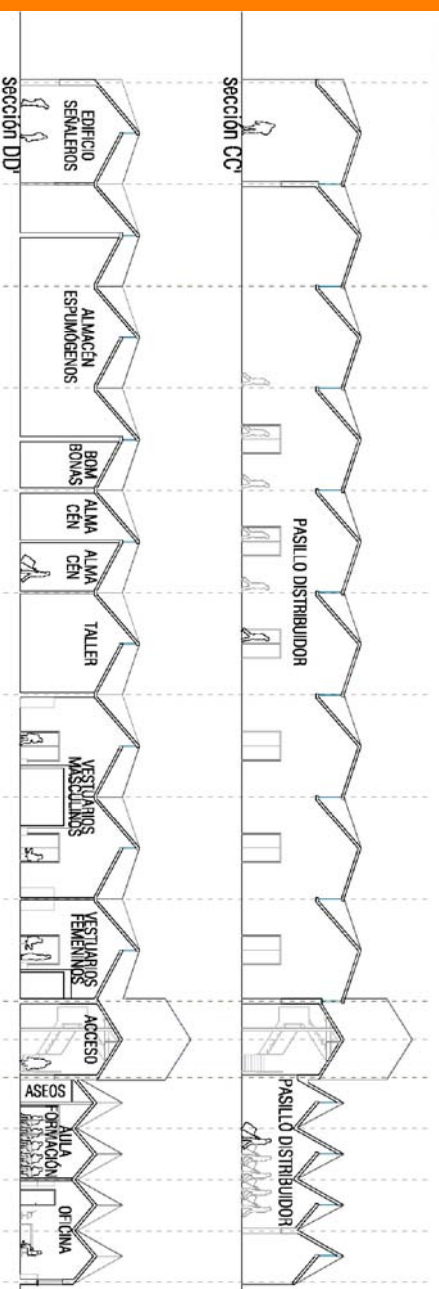 PASILLO DISTRIBUIDOR
PASILLO DISTRIBUIDOR
sección CC'
EDIFICIO
SEÑALEROS
ALMACÉN
ESPUMÓGENOS
BOM
BONAS
ALMA
CÉN
ALMA
CÉN
TALLER
VESTUARIOS
MASCULINOS
VESTUARIOS
FEMENINOS
ACCESO
ASEOS
AULA
FORMACIÓN
OFICINA
sección DD'